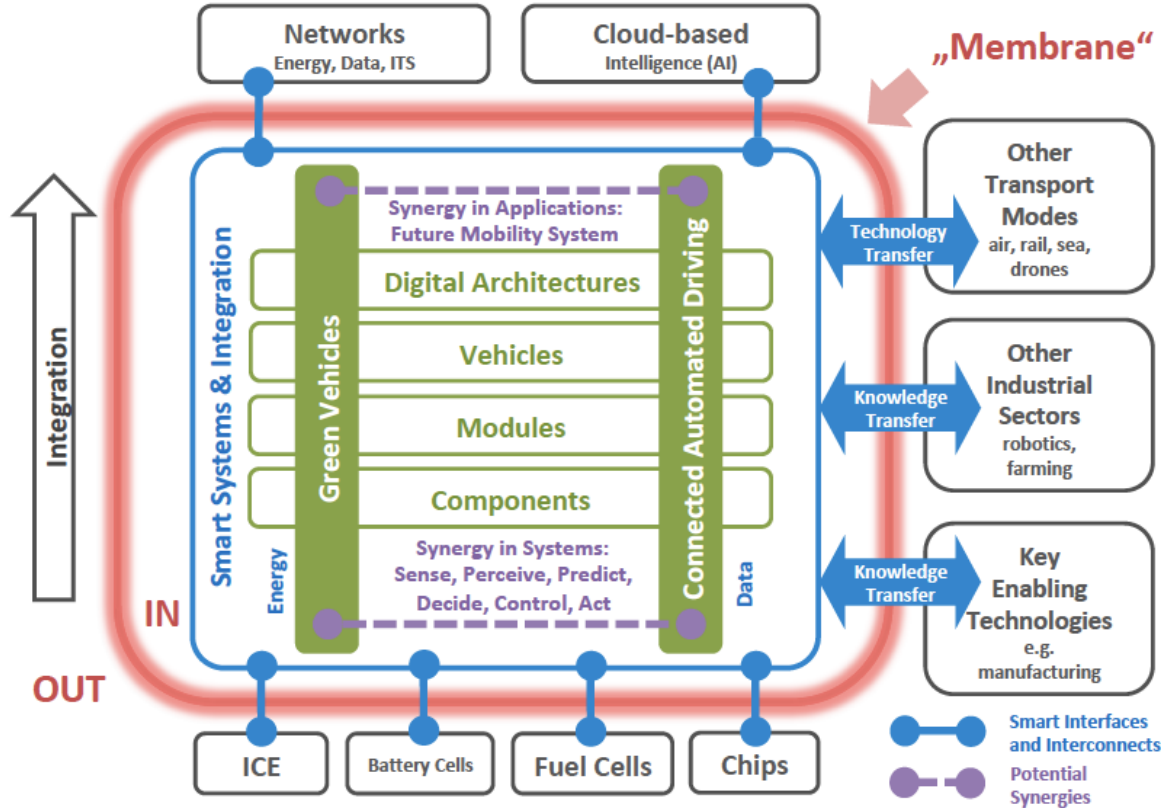 Networks
Energy, Data, ITS
Cloud-based
Intelligence (AI)
„Membrane“
Integration
Smart Systems & Integration
Green Vehicles
Connected Automated Driving
Energy
Data
Synergy in Applications:
Future Mobility System
Digital Architectures
Vehicles
Modules
Components
Synergy in Systems:
Sense, Perceive, Predict,
Decide, Control, Act
IN
OUT
Technology
Transfer
Other
Transport
Modes
air, rail, sea,
drones
Knowledge
Transfer
Other
Industrial
Sectors
robotics,
farming
Knowledge
Transfer
Key
Enabling
Technologies
e.g.
manufacturing
ICE
Battery Cells
Fuel Cells
Chips
Smart Interfaces
and Interconnects
Potential
Synergies